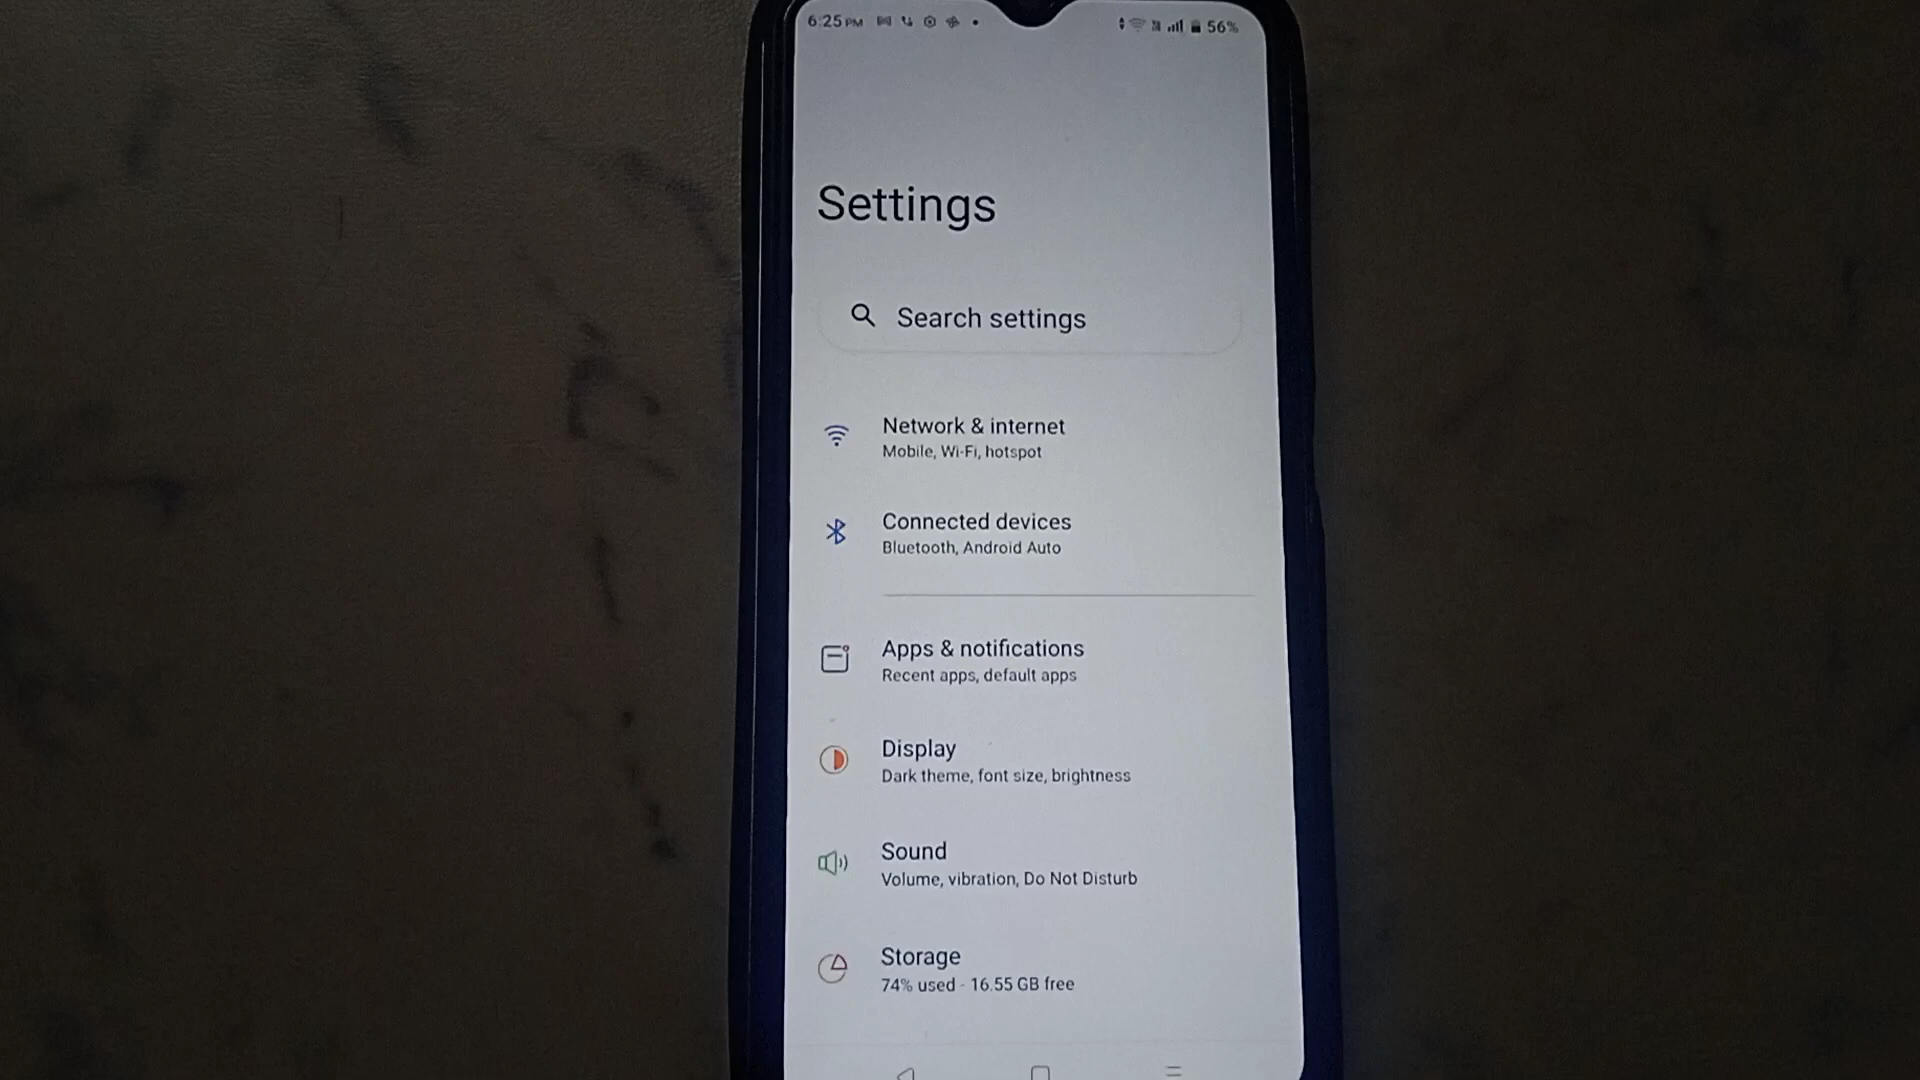 6:25 PM 56%
Settings
Search settings
Network & internet
Mobile, Wi-Fi, hotspot
Connected devices
Bluetooth, Android Auto
Apps & notifications
Recent apps, default apps
Display
Dark theme, font size, brightness
Sound
Volume, vibration, Do Not Disturb
Storage
74% used - 16.55 GB free